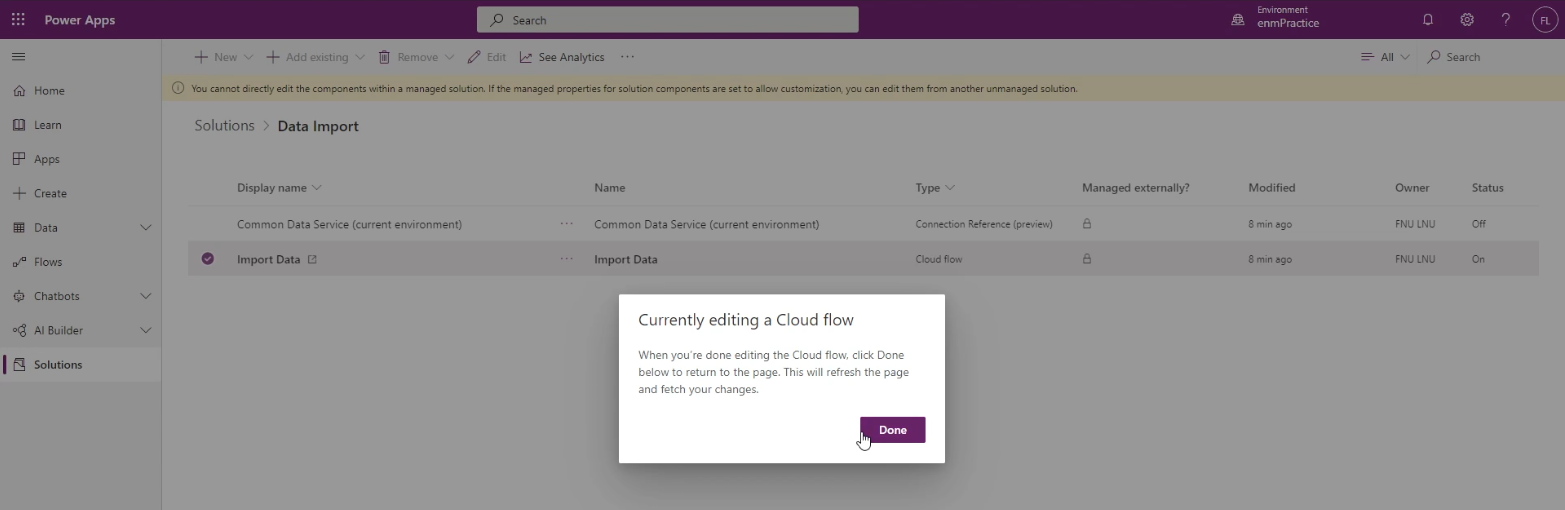 Power Apps
Search
Environment
enmPractice
FL
New
Add existing
Remove
Edit
See Analytics
All
Search
Home
Learn
Apps
Create
Data
Flows
Chatbots
AI Builder
Solutions
You cannot directly edit the components within a managed solution. If the managed properties for solution components are set to allow customization, you can edit them from another unmanaged solution.
Solutions > Data Import
Display name Name Type Managed externally? Modified Owner Status
Common Data Service (current environment) ··· Common Data Service (current environment) Connection Reference (preview) 8 min ago FNU LNU Off
Import Data ··· Import Data Cloud flow 8 min ago FNU LNU On
Currently editing a Cloud flow
When you're done editing the Cloud flow, click Done
below to return to the page. This will refresh the page
and fetch your changes.
Done